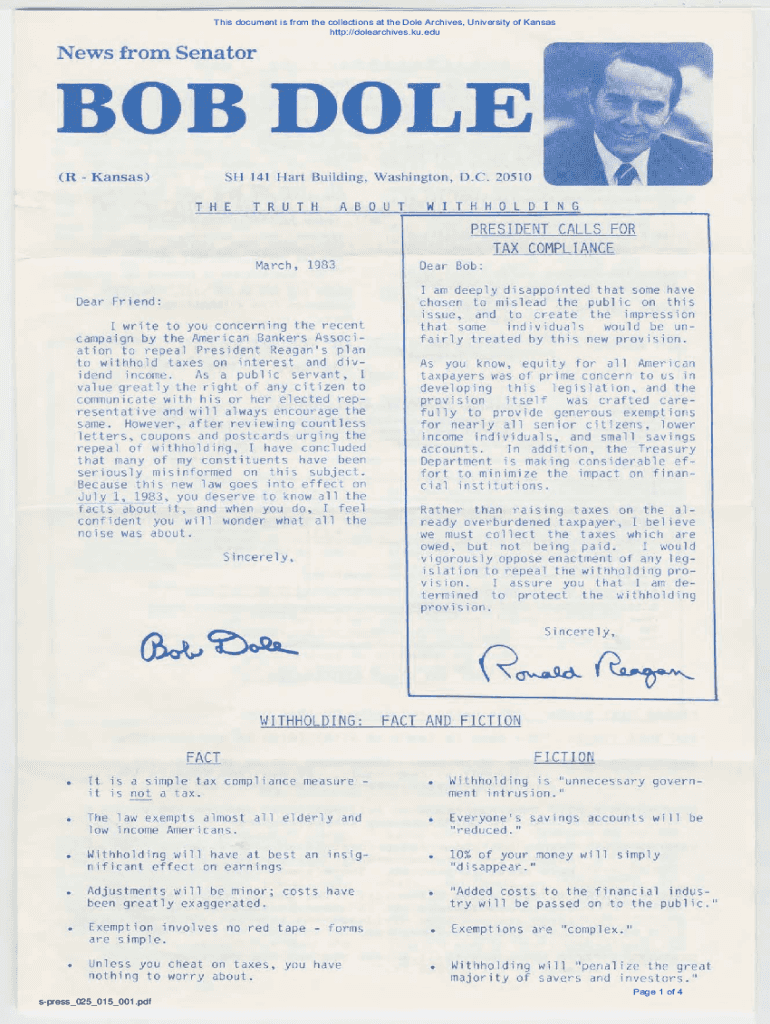 This document is from the collections at the Dole Archives, University of Kansas
http://dolearchives.ku.edu
News from Senator
BOB DOLE
(R - Kansas)
SH 141 Hart Building, Washington, D.C. 20510
THE TRUTH ABOUT WITHHOLDING
March, 1983
Dear Friend:
I write to you concerning the recent
campaign by the American Bankers Associ-
ation to repeal President Reagan's plan
to withhold taxes on interest and div-
idend income. As a public servant, I
value greatly the right of any citizen to
communicate with his or her elected rep-
resentative and will always encourage the
same. However, after reviewing countless
letters, coupons and postcards urging the
repeal of withholding, I have concluded
that many of my constituents have been
seriously misinformed on this subject.
Because this new law goes into effect on
July 1, 1983, you deserve to know all the
facts about it, and when you do, I feel
confident you will wonder what all the
noise was about.
Sincerely,
Bob Dole
PRESIDENT CALLS FOR
TAX COMPLIANCE
Dear Bob:
I am deeply disappointed that some have
chosen to mislead the public on this
issue, and to create the impression
that some individuals would be un-
fairly treated by this new provision.
As you know, equity for all American
taxpayers was of prime concern to us in
developing this legislation, and the
provision itself was crafted care-
fully to provide generous exemptions
for nearly all senior citizens, lower
income individuals, and small savings
accounts. In addition, the Treasury
Department is making considerable ef-
fort to minimize the impact on finan-
cial institutions.
Rather than raising taxes on the al-
ready overburdened taxpayer, I believe
we must collect the taxes which are
owed, but not being paid. I would
vigorously oppose enactment of any leg-
islation to repeal the withholding pro-
vision. I assure you that I am de-
termined to protect the withholding
provision.
Sincerely,
Ronald Reagan
WITHHOLDING: FACT AND FICTION
FACT
• It is a simple tax compliance measure -
it is not a tax.
• The law exempts almost all elderly and
low income Americans.
• Withholding will have at best an insig-
nificant effect on earnings
• Adjustments will be minor; costs have
been greatly exaggerated.
• Exemption involves no red tape - forms
are simple.
• Unless you cheat on taxes, you have
nothing to worry about.
FICTION
• Withholding is "unnecessary govern-
ment intrusion."
• Everyone's savings accounts will be
"reduced."
• 10% of your money will simply
"disappear."
• "Added costs to the financial indus-
try will be passed on to the public."
• Exemptions are "complex."
• Withholding will "penalize the great
majority of savers and investors."
Page 1 of 4
s-press_025_015_001.pdf